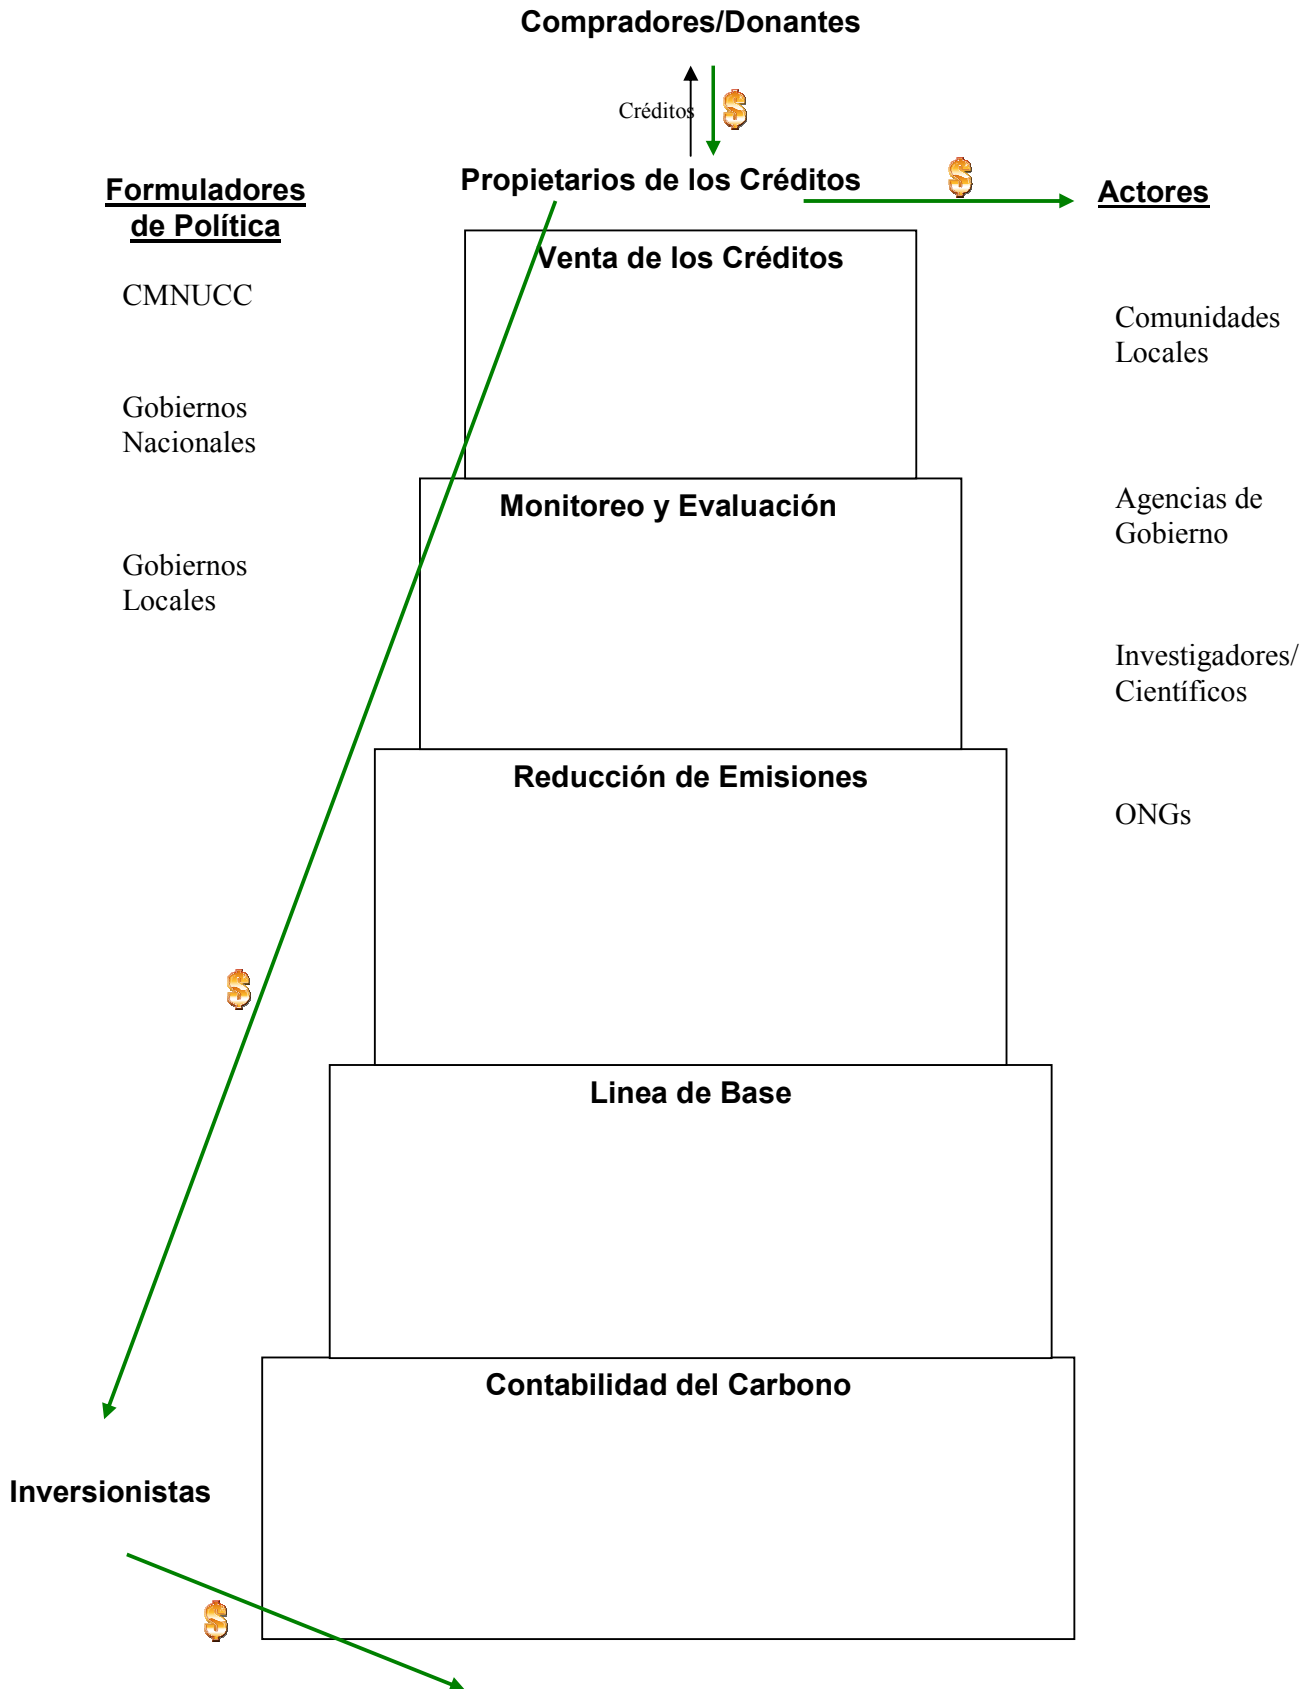 Compradores/Donantes
Créditos
Propietarios de los Créditos
Formuladores
de Política
Actores
Venta de los Créditos
CMNUCC
Comunidades
Locales
Gobiernos
Nacionales
Monitoreo y Evaluación
Agencias de
Gobierno
Gobiernos
Locales
Investigadores/
Científicos
Reducción de Emisiones
ONGs
Linea de Base
Contabilidad del Carbono
Inversionistas